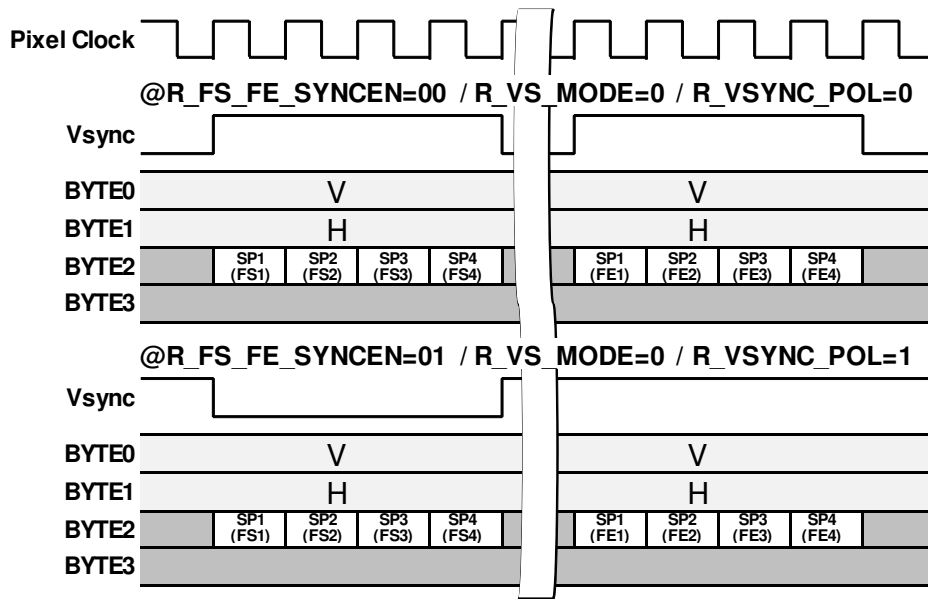 Pixel Clock
@R_FS_FE_SYNCEN=00 / R_VS_MODE=0 / R_VSYNC_POL=0
Vsync
BYTE0 V V
BYTE1 H H
BYTE2 SP1 (FS1) SP2 (FS2) SP3 (FS3) SP4 (FS4) SP1 (FE1) SP2 (FE2) SP3 (FE3) SP4 (FE4)
BYTE3
@R_FS_FE_SYNCEN=01 / R_VS_MODE=0 / R_VSYNC_POL=1
Vsync
BYTE0 V V
BYTE1 H H
BYTE2 SP1 (FS1) SP2 (FS2) SP3 (FS3) SP4 (FS4) SP1 (FE1) SP2 (FE2) SP3 (FE3) SP4 (FE4)
BYTE3